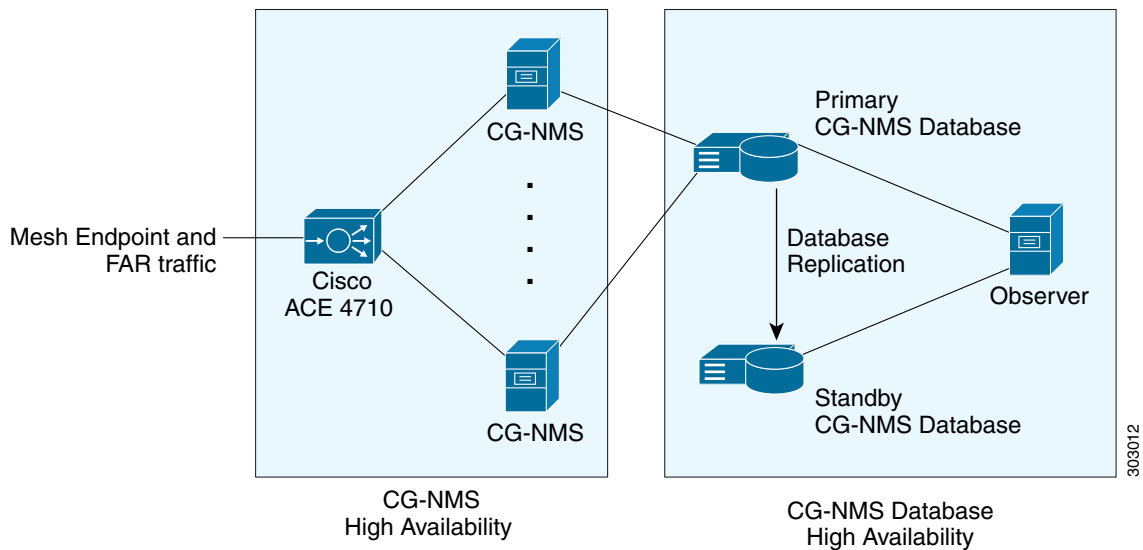 CG-NMS
Primary
CG-NMS Database
Mesh Endpoint and
FAR traffic
Cisco
ACE 4710
Database
Replication
Observer
CG-NMS
Standby
CG-NMS Database
303012
CG-NMS
High Availability
CG-NMS Database
High Availability